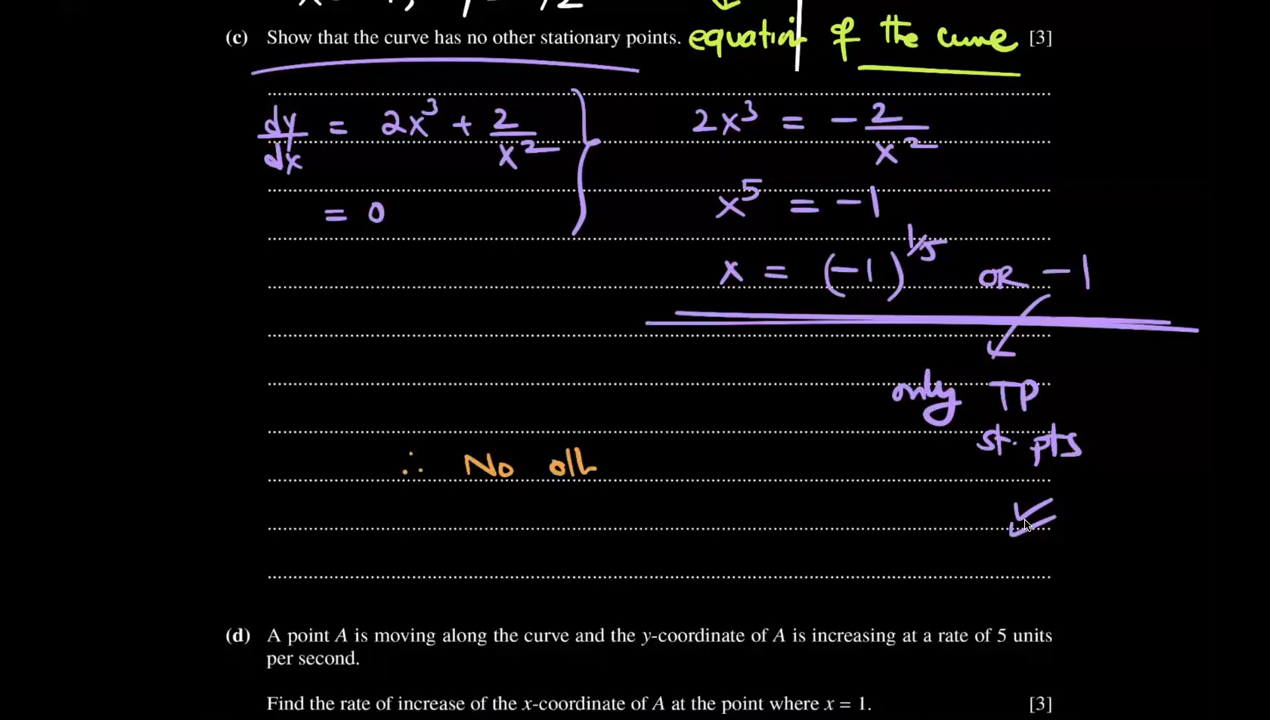 (c) Show that the curve has no other stationary points. equation of the curve [3]
dy/dx = 2x³ + 2/x²
= 0
2x³ = -2/x²
x⁵ = -1
x = (-1)^1/5 OR -1
only TP
st. pts
∴ No oth
(d) A point A is moving along the curve and the y-coordinate of A is increasing at a rate of 5 units
per second.
Find the rate of increase of the x-coordinate of A at the point where x = 1. [3]